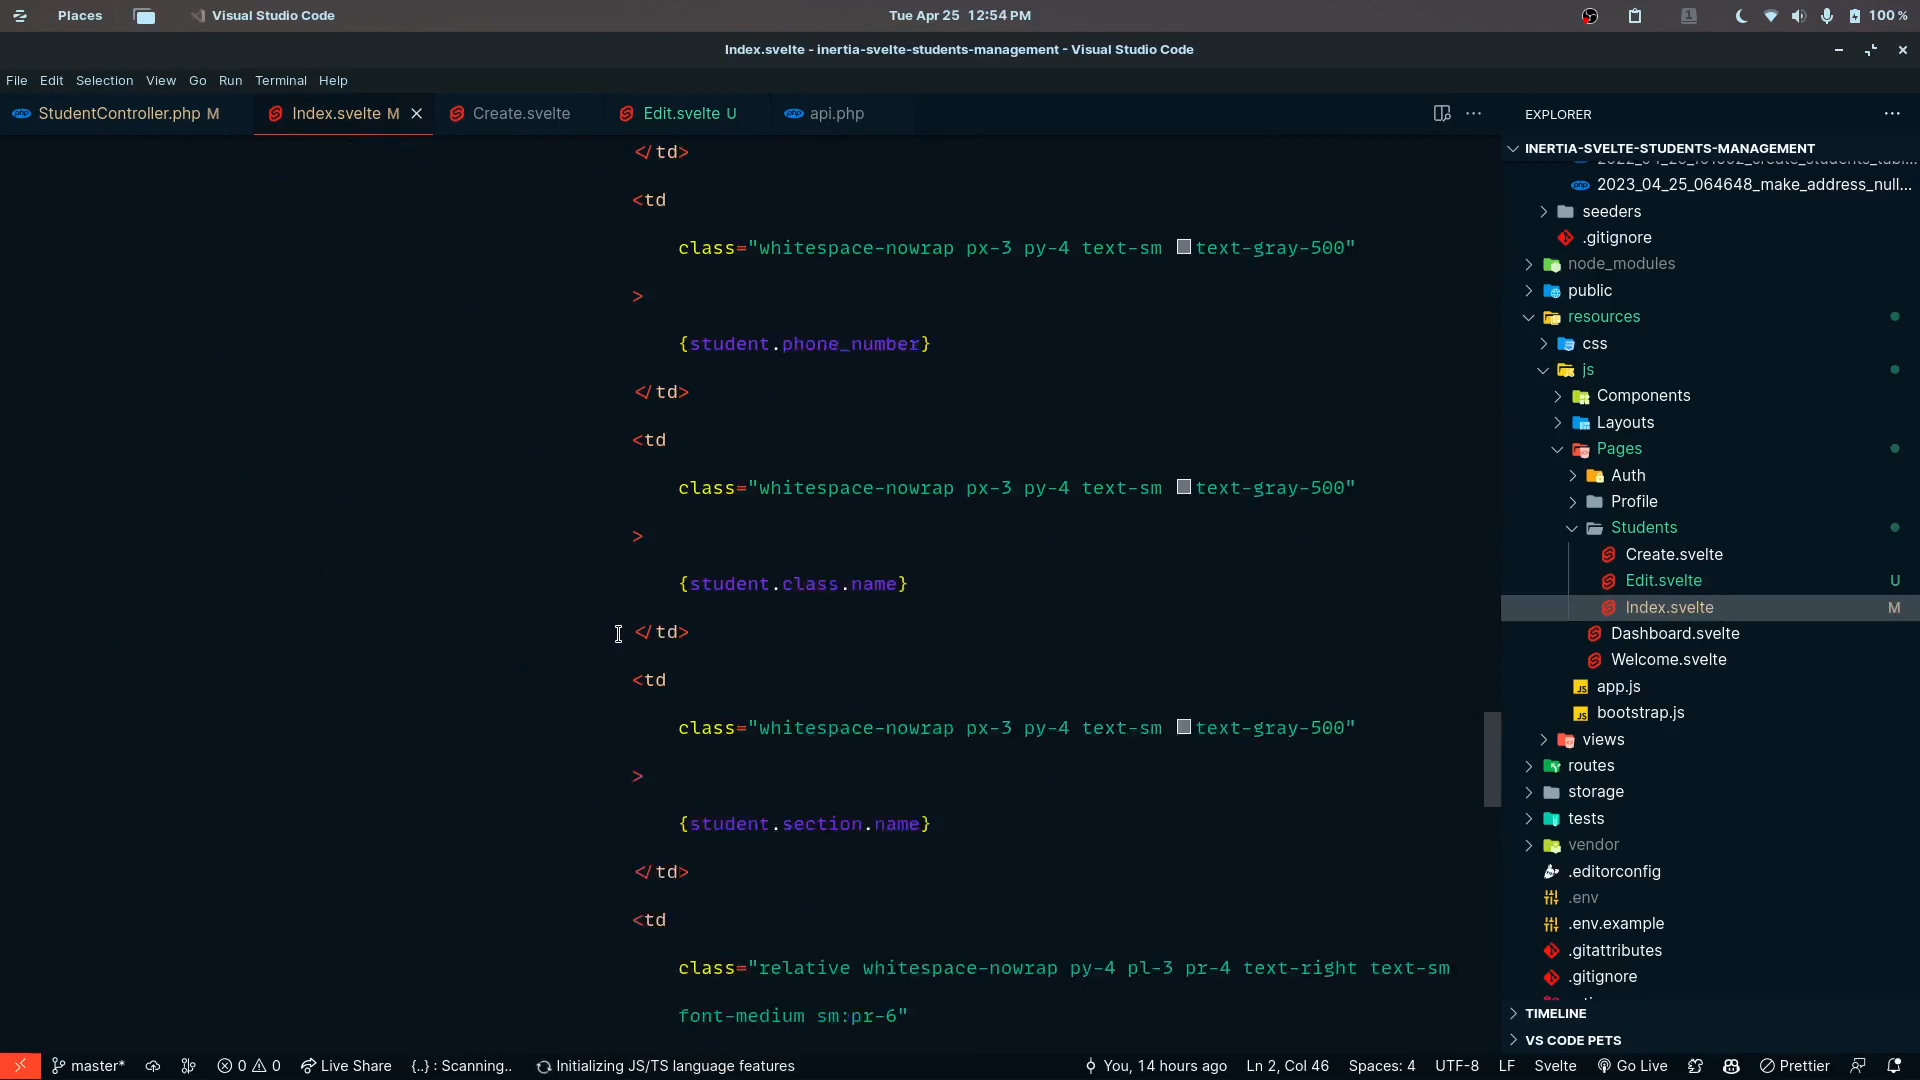 Places
Visual Studio Code
Tue Apr 25 12:54 PM
1
100 %
Index.svelte - inertia-svelte-students-management - Visual Studio Code
File Edit Selection View Go Run Terminal Help
php StudentController.php M
Index.svelte M
Create.svelte
Edit.svelte U
php api.php
</td>
<td
class="whitespace-nowrap px-3 py-4 text-sm text-gray-500"
>
{student.phone_number}
</td>
<td
class="whitespace-nowrap px-3 py-4 text-sm text-gray-500"
>
{student.class.name}
</td>
<td
class="whitespace-nowrap px-3 py-4 text-sm text-gray-500"
>
{student.section.name}
</td>
<td
class="relative whitespace-nowrap py-4 pl-3 pr-4 text-right text-sm
font-medium sm:pr-6"
EXPLORER
INERTIA-SVELTE-STUDENTS-MANAGEMENT
php 2023_04_25_064648_make_address_null...
seeders
.gitignore
node_modules
public
resources
css
js
Components
Layouts
Pages
Auth
Profile
Students
Create.svelte
Edit.svelte U
Index.svelte M
Dashboard.svelte
Welcome.svelte
JS app.js
JS bootstrap.js
views
routes
storage
tests
vendor
.editorconfig
.env
.env.example
.gitattributes
.gitignore
TIMELINE
VS CODE PETS
master*
0 0
Live Share
{..} : Scanning..
Initializing JS/TS language features
You, 14 hours ago
Ln 2, Col 46
Spaces: 4
UTF-8
LF
Svelte
Go Live
Prettier